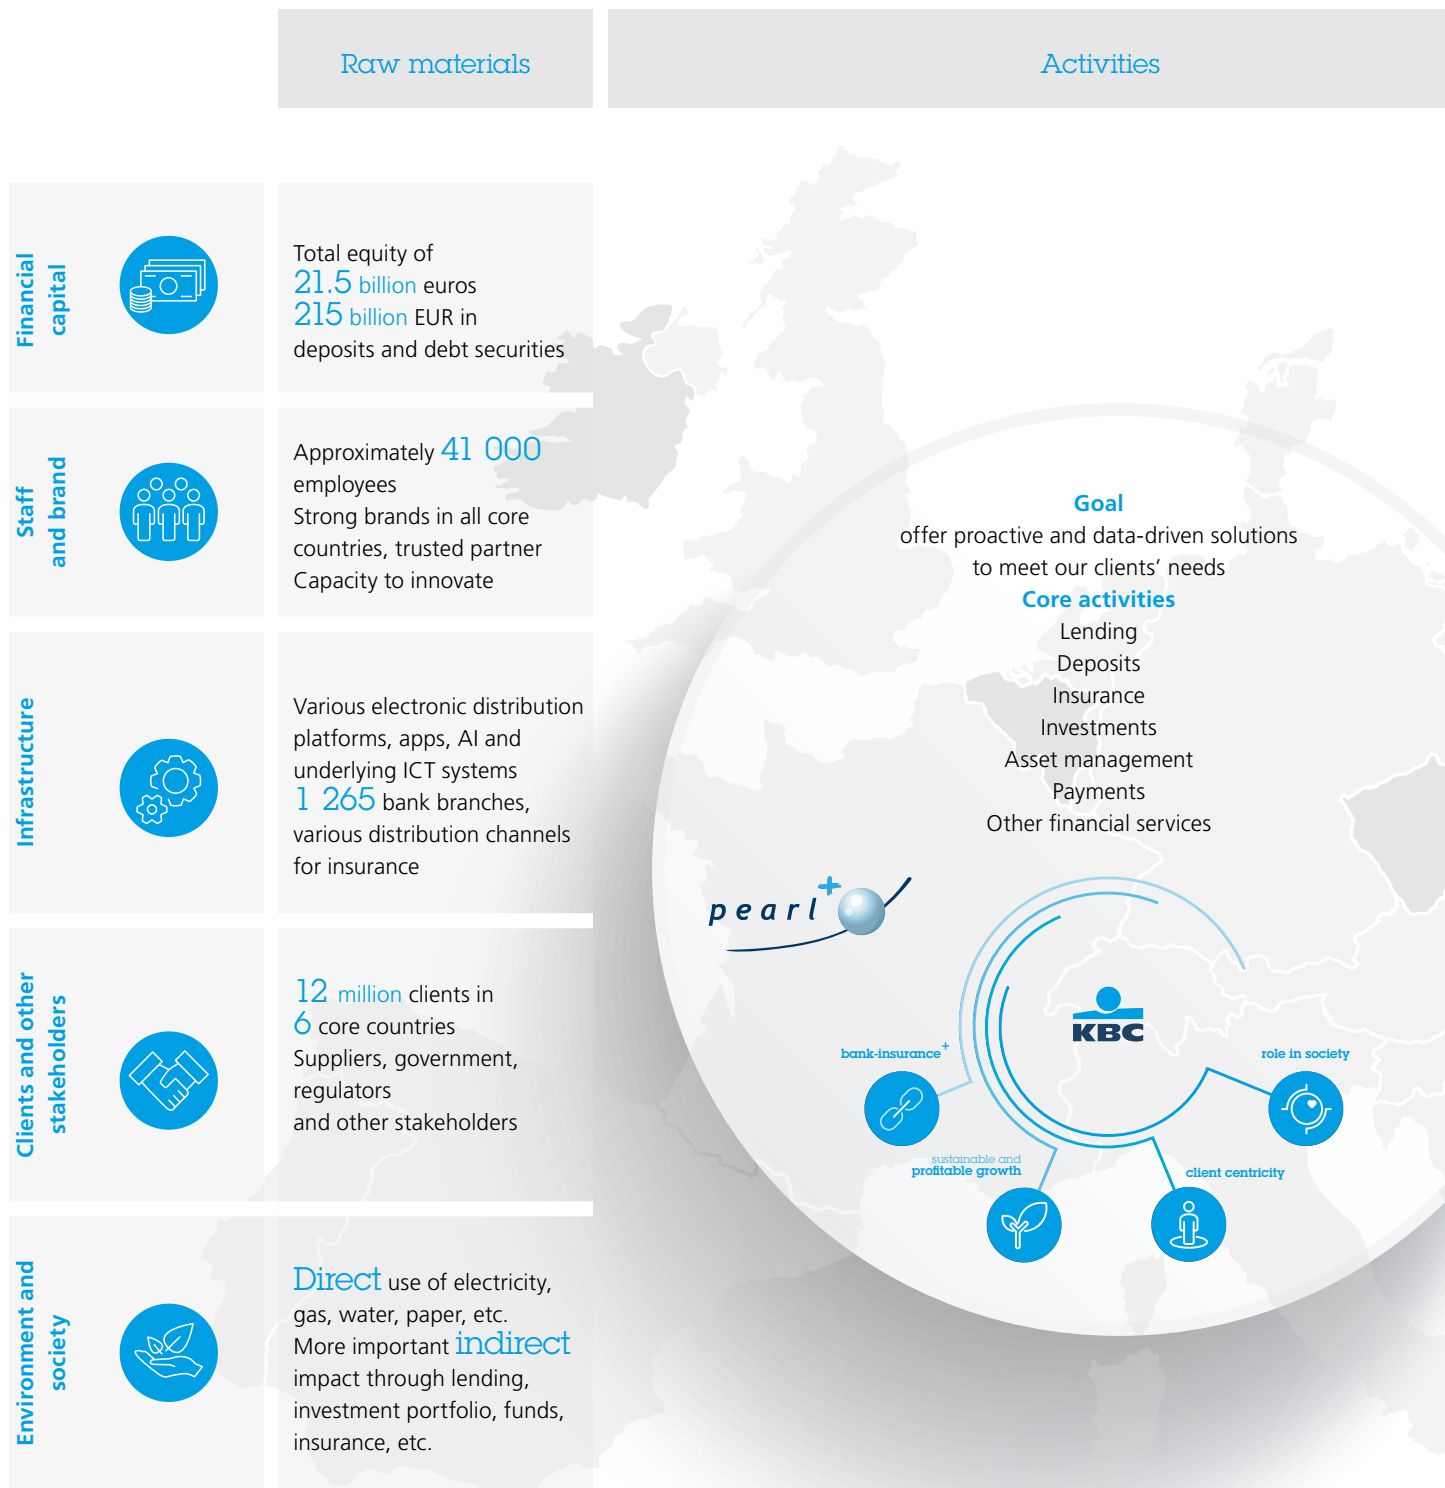 Raw materials
Activities
Financial
capital
Total equity of
21.5 billion euros
215 billion EUR in
deposits and debt securities
Staff
and brand
Approximately 41 000
employees
Strong brands in all core
countries, trusted partner
Capacity to innovate
Infrastructure
Various electronic distribution
platforms, apps, AI and
underlying ICT systems
1 265 bank branches,
various distribution channels
for insurance
Clients and other
stakeholders
12 million clients in
6 core countries
Suppliers, government,
regulators
and other stakeholders
Environment and
society
Direct use of electricity,
gas, water, paper, etc.
More important indirect
impact through lending,
investment portfolio, funds,
insurance, etc.
Goal
offer proactive and data-driven solutions
to meet our clients’ needs
Core activities
Lending
Deposits
Insurance
Investments
Asset management
Payments
Other financial services
pearl+
KBC
bank-insurance+
role in society
sustainable and
profitable growth
client centricity